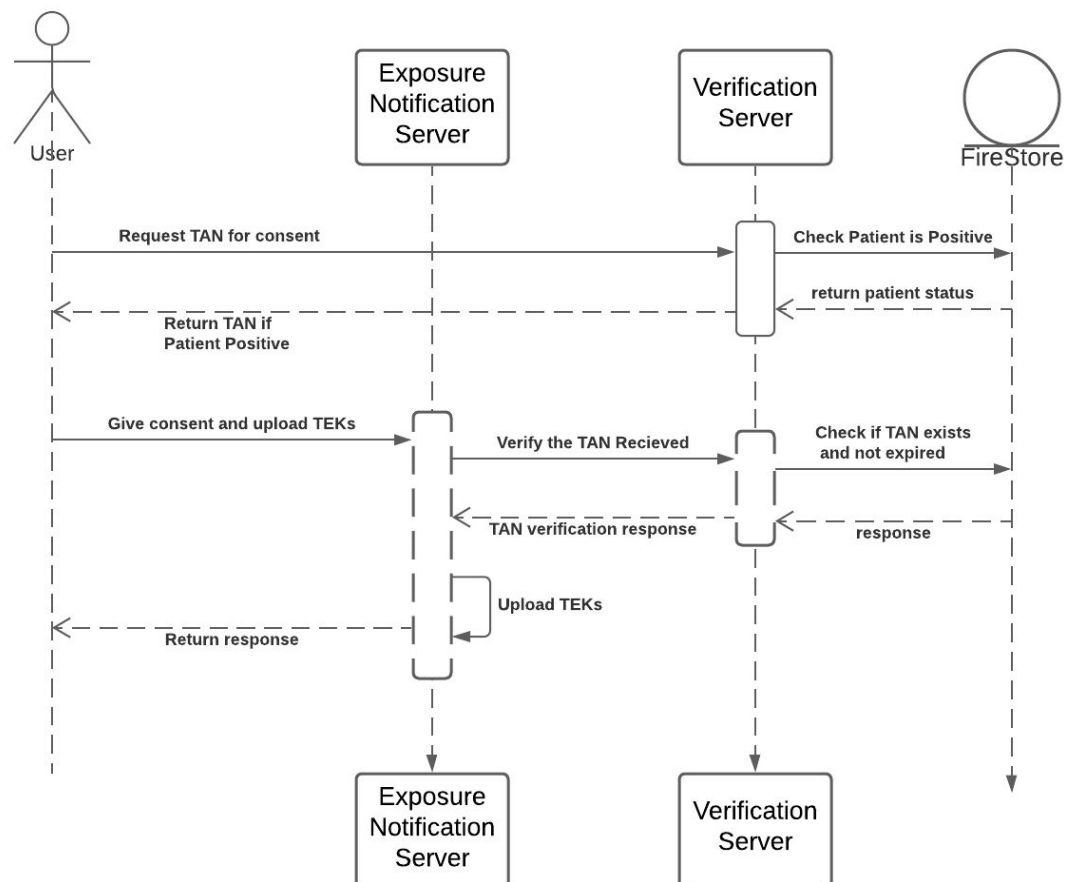 Exposure
Notification
Server
Verification
Server
User
FireStore
Request TAN for consent
Check Patient is Positive
return patient status
Return TAN if
Patient Positive
Give consent and upload TEKs
Verify the TAN Recieved
Check if TAN exists
and not expired
TAN verification response
response
Upload TEKs
Return response
Exposure
Notification
Server
Verification
Server